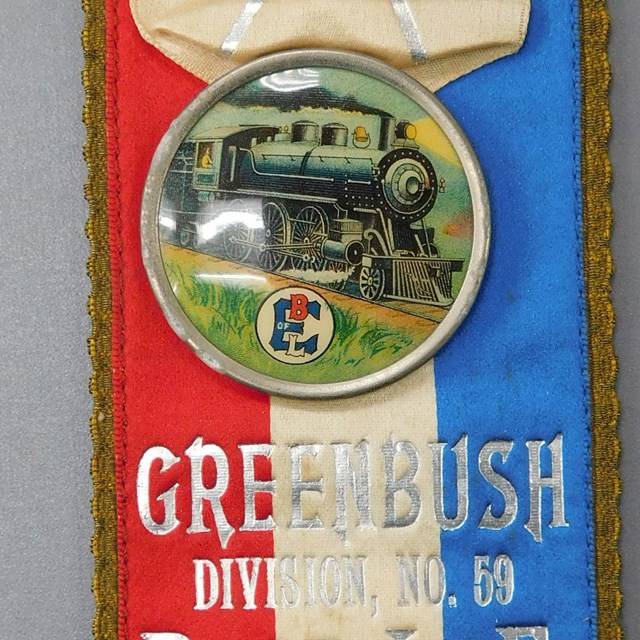 B
OF
L E
GREENBUSH
DIVISION, NO. 59